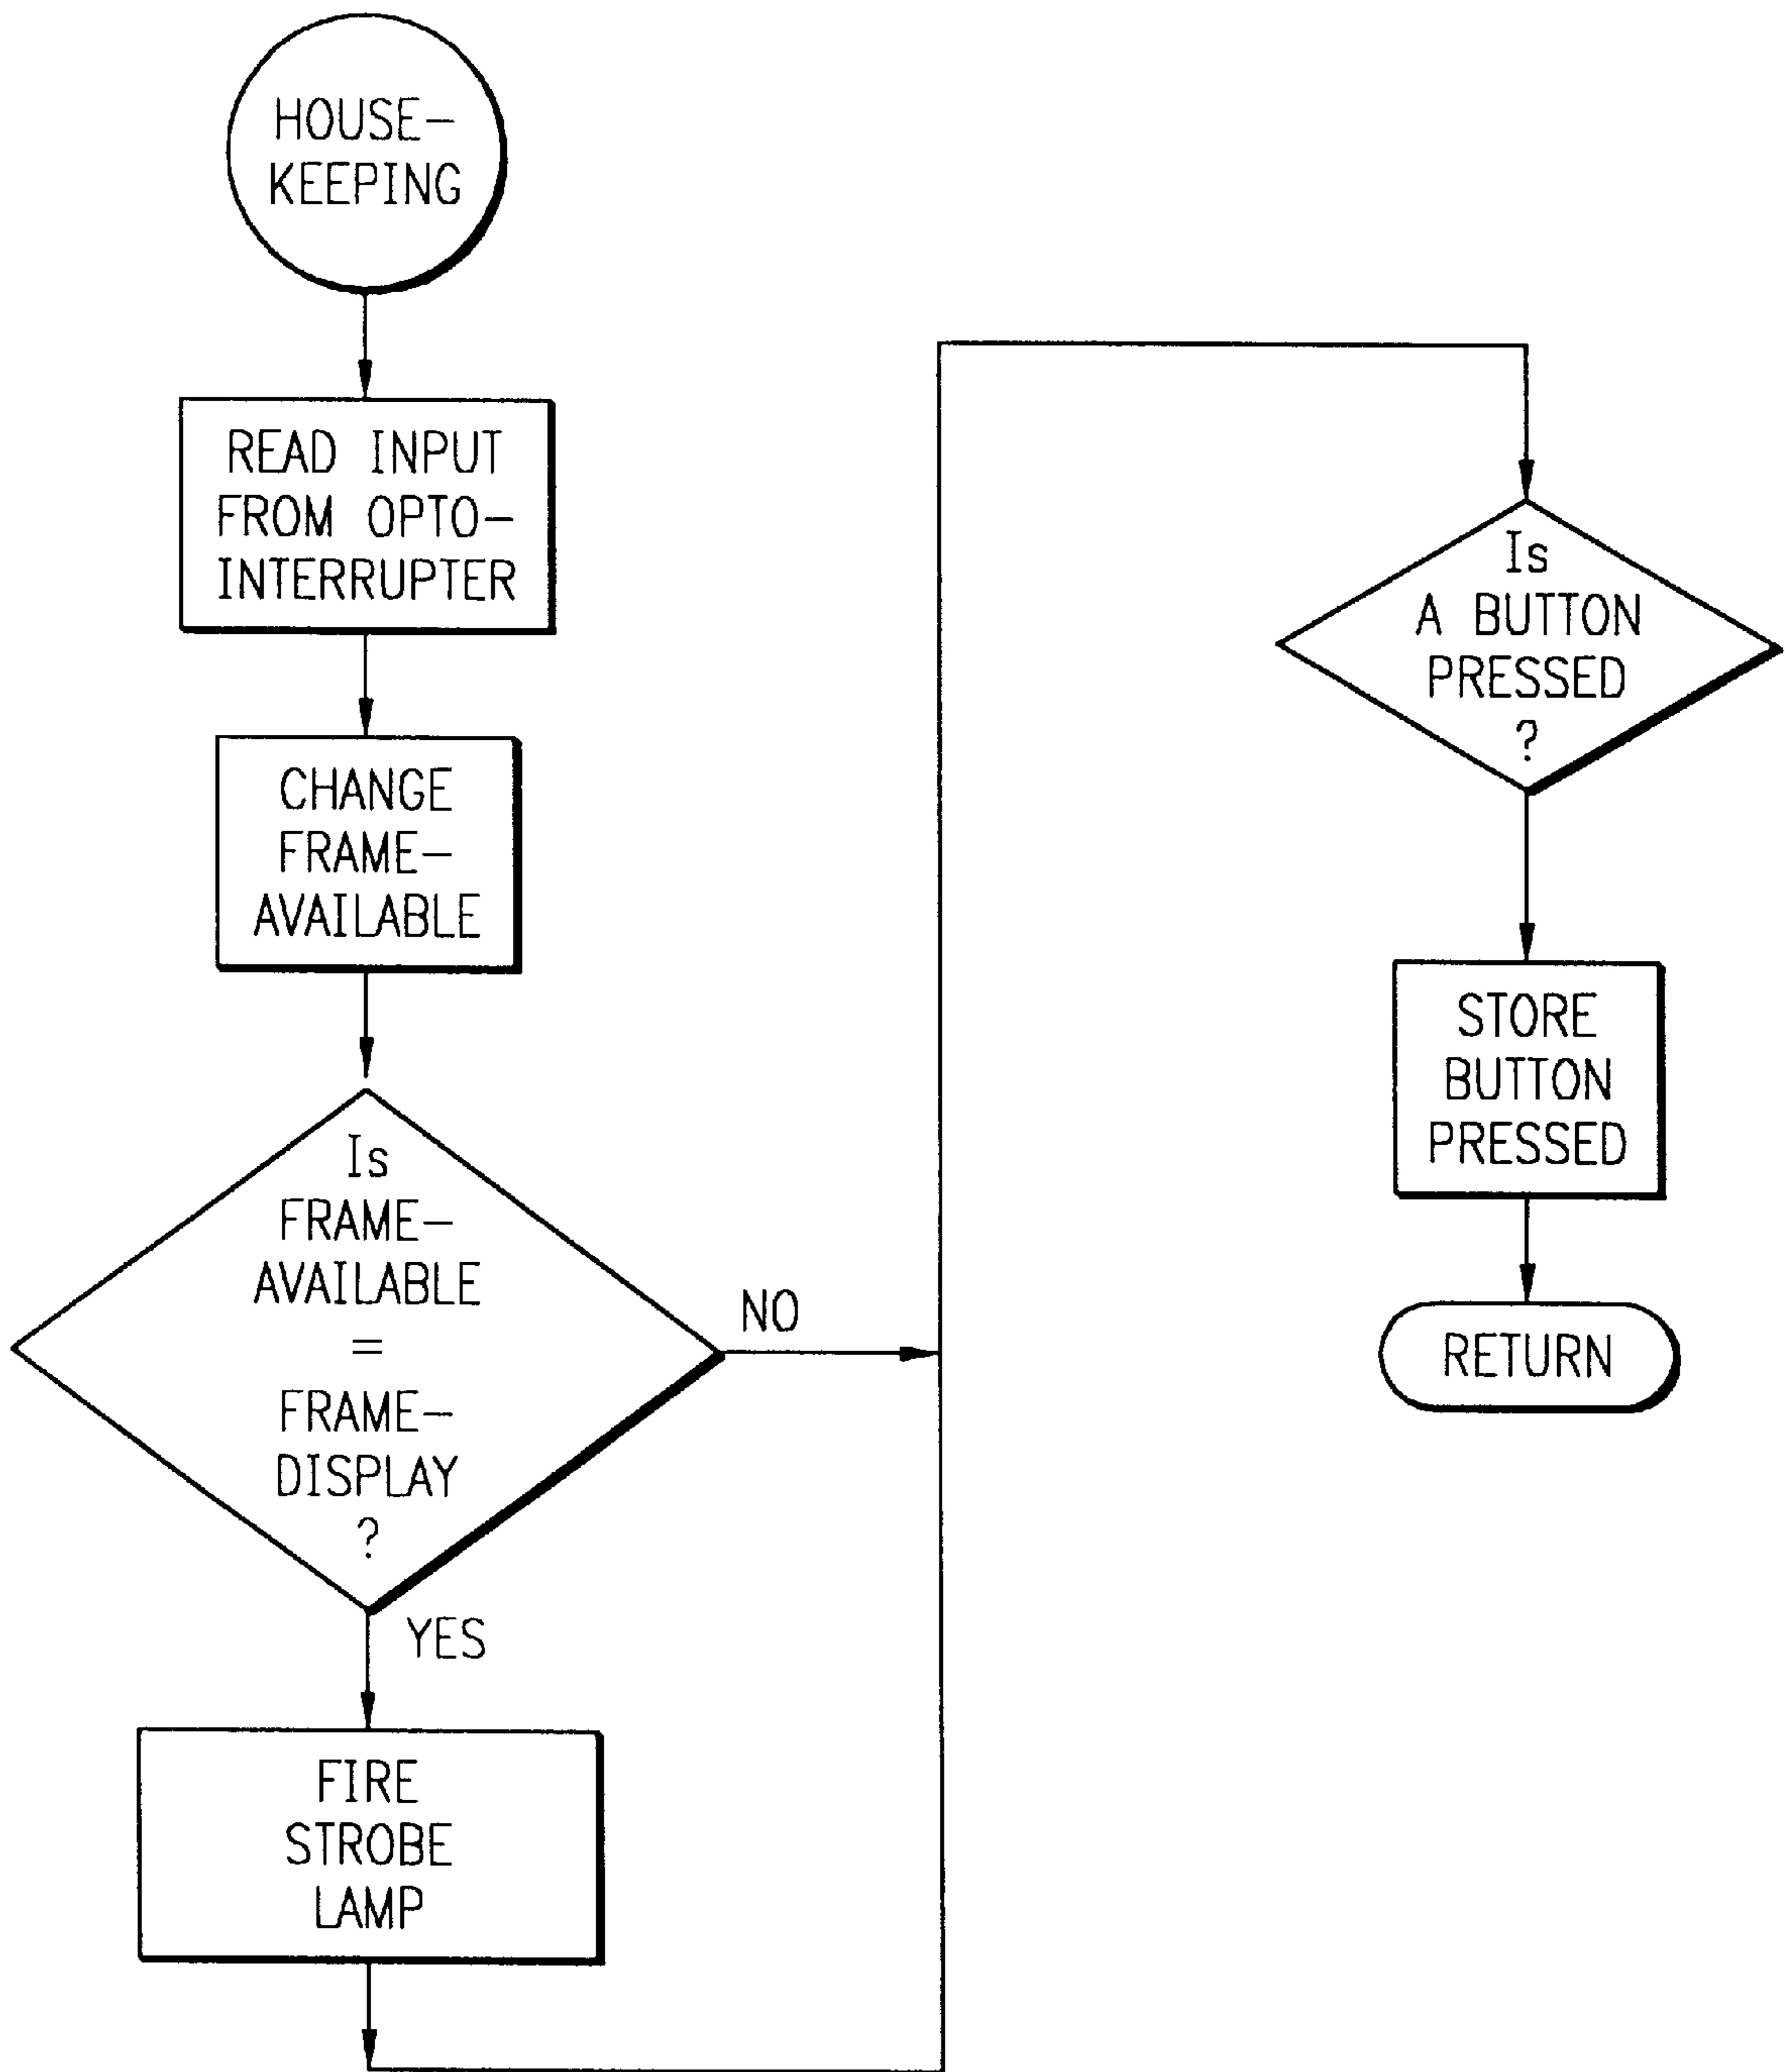 HOUSE-
KEEPING
READ INPUT
FROM OPTO-
INTERRUPTER
CHANGE
FRAME-
AVAILABLE
Is
FRAME-
AVAILABLE
=
FRAME-
DISPLAY
?
NO
YES
FIRE
STROBE
LAMP
Is
A BUTTON
PRESSED
?
STORE
BUTTON
PRESSED
RETURN